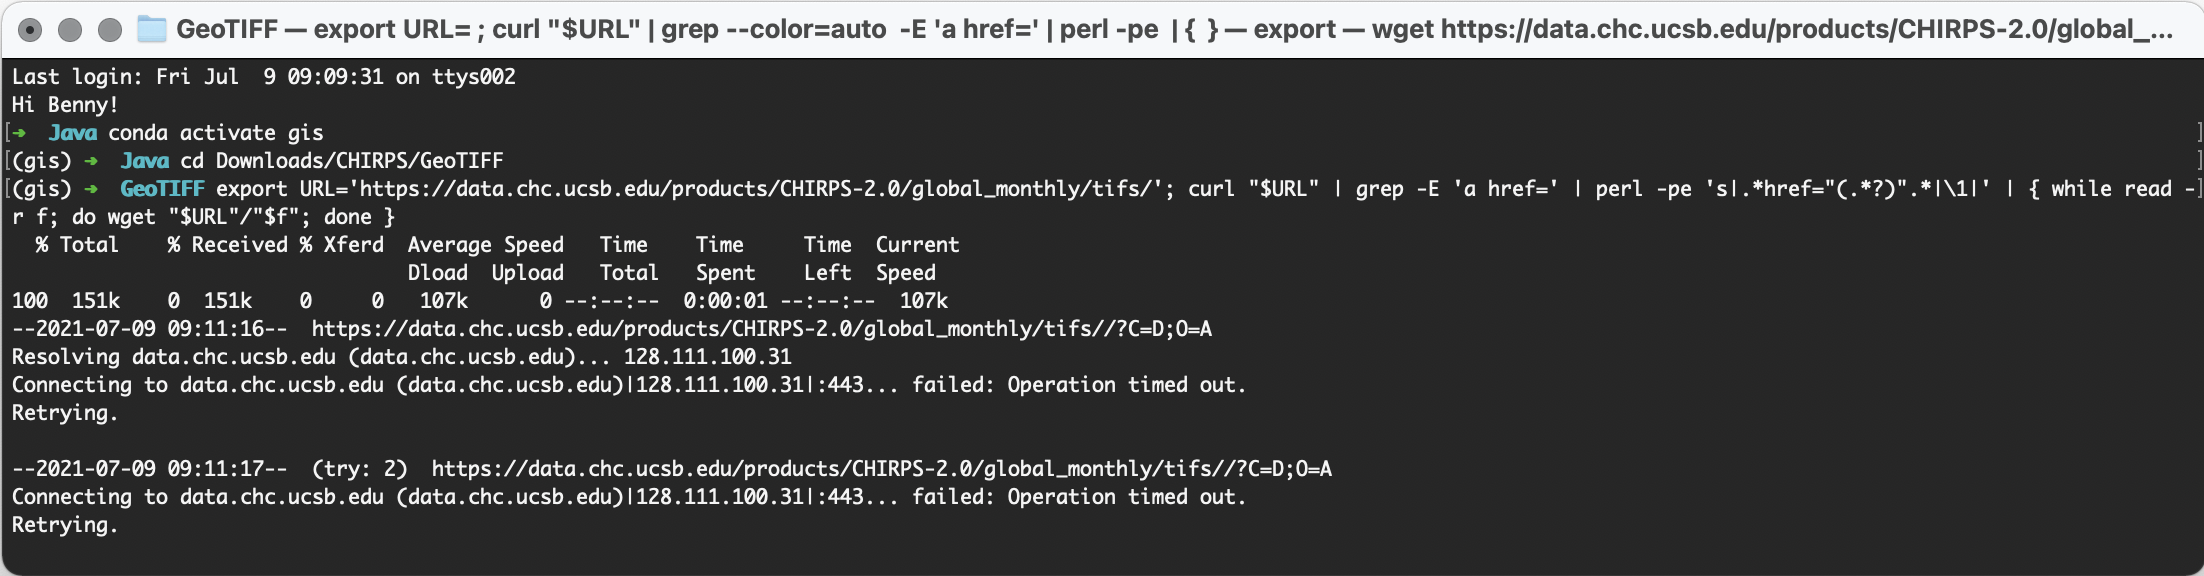 GeoTIFF — export URL= ; curl "$URL" | grep --color=auto  -E 'a href=' | perl -pe  | {  } — export — wget https://data.chc.ucsb.edu/products/CHIRPS-2.0/global_...
Last login: Fri Jul  9 09:09:31 on ttys002
Hi Benny!
[➜  Java conda activate gis ]
[(gis) ➜  Java cd Downloads/CHIRPS/GeoTIFF ]
[(gis) ➜  GeoTIFF export URL='https://data.chc.ucsb.edu/products/CHIRPS-2.0/global_monthly/tifs/'; curl "$URL" | grep -E 'a href=' | perl -pe 's|.*href="(.*?)".*|\1|' | { while read -]
r f; do wget "$URL"/"$f"; done }
  % Total    % Received % Xferd  Average Speed   Time    Time     Time  Current
                                 Dload  Upload   Total   Spent    Left  Speed
100  151k    0  151k    0     0   107k      0 --:--:--  0:00:01 --:--:--  107k
--2021-07-09 09:11:16--  https://data.chc.ucsb.edu/products/CHIRPS-2.0/global_monthly/tifs//?C=D;O=A
Resolving data.chc.ucsb.edu (data.chc.ucsb.edu)... 128.111.100.31
Connecting to data.chc.ucsb.edu (data.chc.ucsb.edu)|128.111.100.31|:443... failed: Operation timed out.
Retrying.
--2021-07-09 09:11:17--  (try: 2)  https://data.chc.ucsb.edu/products/CHIRPS-2.0/global_monthly/tifs//?C=D;O=A
Connecting to data.chc.ucsb.edu (data.chc.ucsb.edu)|128.111.100.31|:443... failed: Operation timed out.
Retrying.